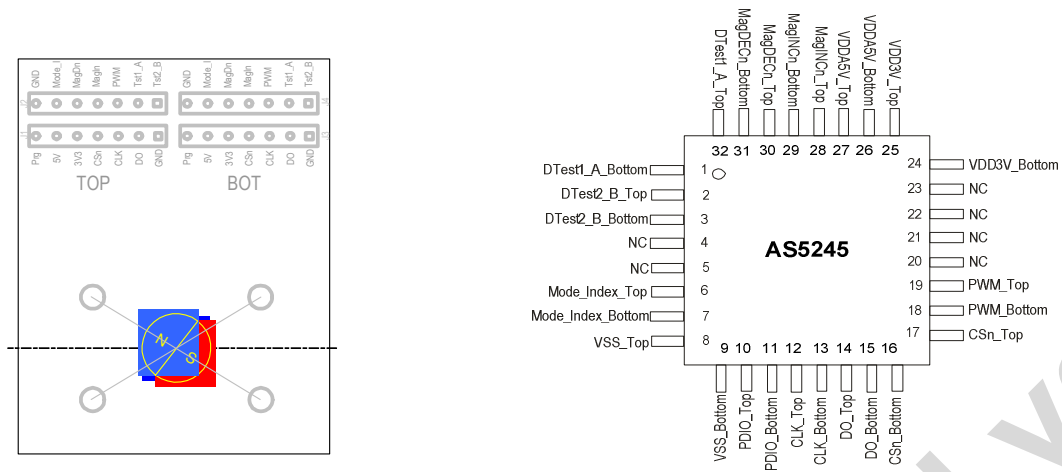 GND Mode_I MagDn MagIn PWM Tst1_A Tst2_B
GND Mode_I MagDn MagIn PWM Tst1_A Tst2_B
J2
J4
J1
J3
Prg 5V 3V3 CSn CLK DO GND
Prg 5V 3V3 CSn CLK DO GND
TOP
BOT
N
S
DTest1_A_Top
MagDECn_Bottom
MagDECn_Top
MagINCn_Bottom
MagINCn_Top
VDDA5V_Top
VDDA5V_Bottom
VDD3V_Top
32 31 30 29 28 27 26 25
DTest1_A_Bottom 1
DTest2_B_Top 2
DTest2_B_Bottom 3
NC 4
NC 5
Mode_Index_Top 6
Mode_Index_Bottom 7
VSS_Top 8
AS5245
24 VDD3V_Bottom
23 NC
22 NC
21 NC
20 NC
19 PWM_Top
18 PWM_Bottom
17 CSn_Top
9 10 11 12 13 14 15 16
VSS_Bottom
PDIO_Top
PDIO_Bottom
CLK_Top
CLK_Bottom
DO_Top
DO_Bottom
CSn_Bottom